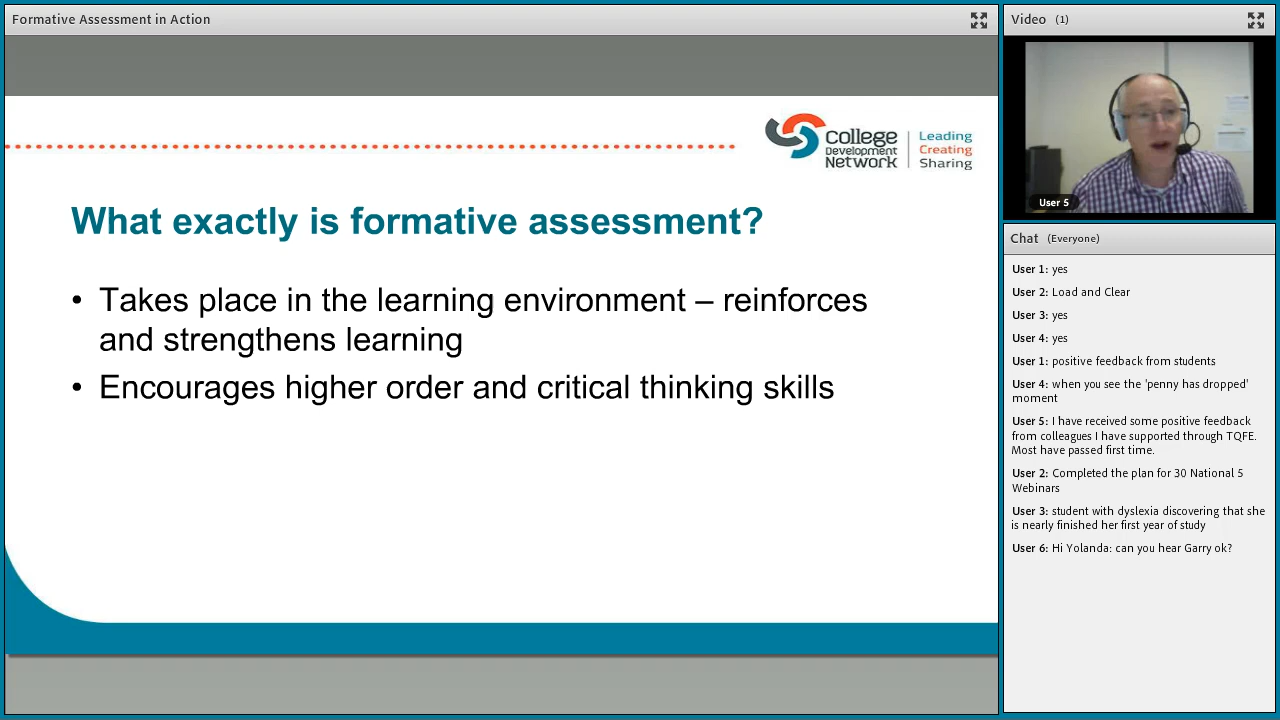 Formative Assessment in Action
College
Development
Network
Leading
Creating
Sharing
What exactly is formative assessment?
• Takes place in the learning environment – reinforces
and strengthens learning
• Encourages higher order and critical thinking skills
Video (1)
User 5
Chat (Everyone)
User 1: yes
User 2: Load and Clear
User 3: yes
User 4: yes
User 1: positive feedback from students
User 4: when you see the 'penny has dropped'
moment
User 5: I have received some positive feedback
from colleagues I have supported through TQFE.
Most have passed first time.
User 2: Completed the plan for 30 National 5
Webinars
User 3: student with dyslexia discovering that she
is nearly finished her first year of study
User 6: Hi Yolanda: can you hear Garry ok?